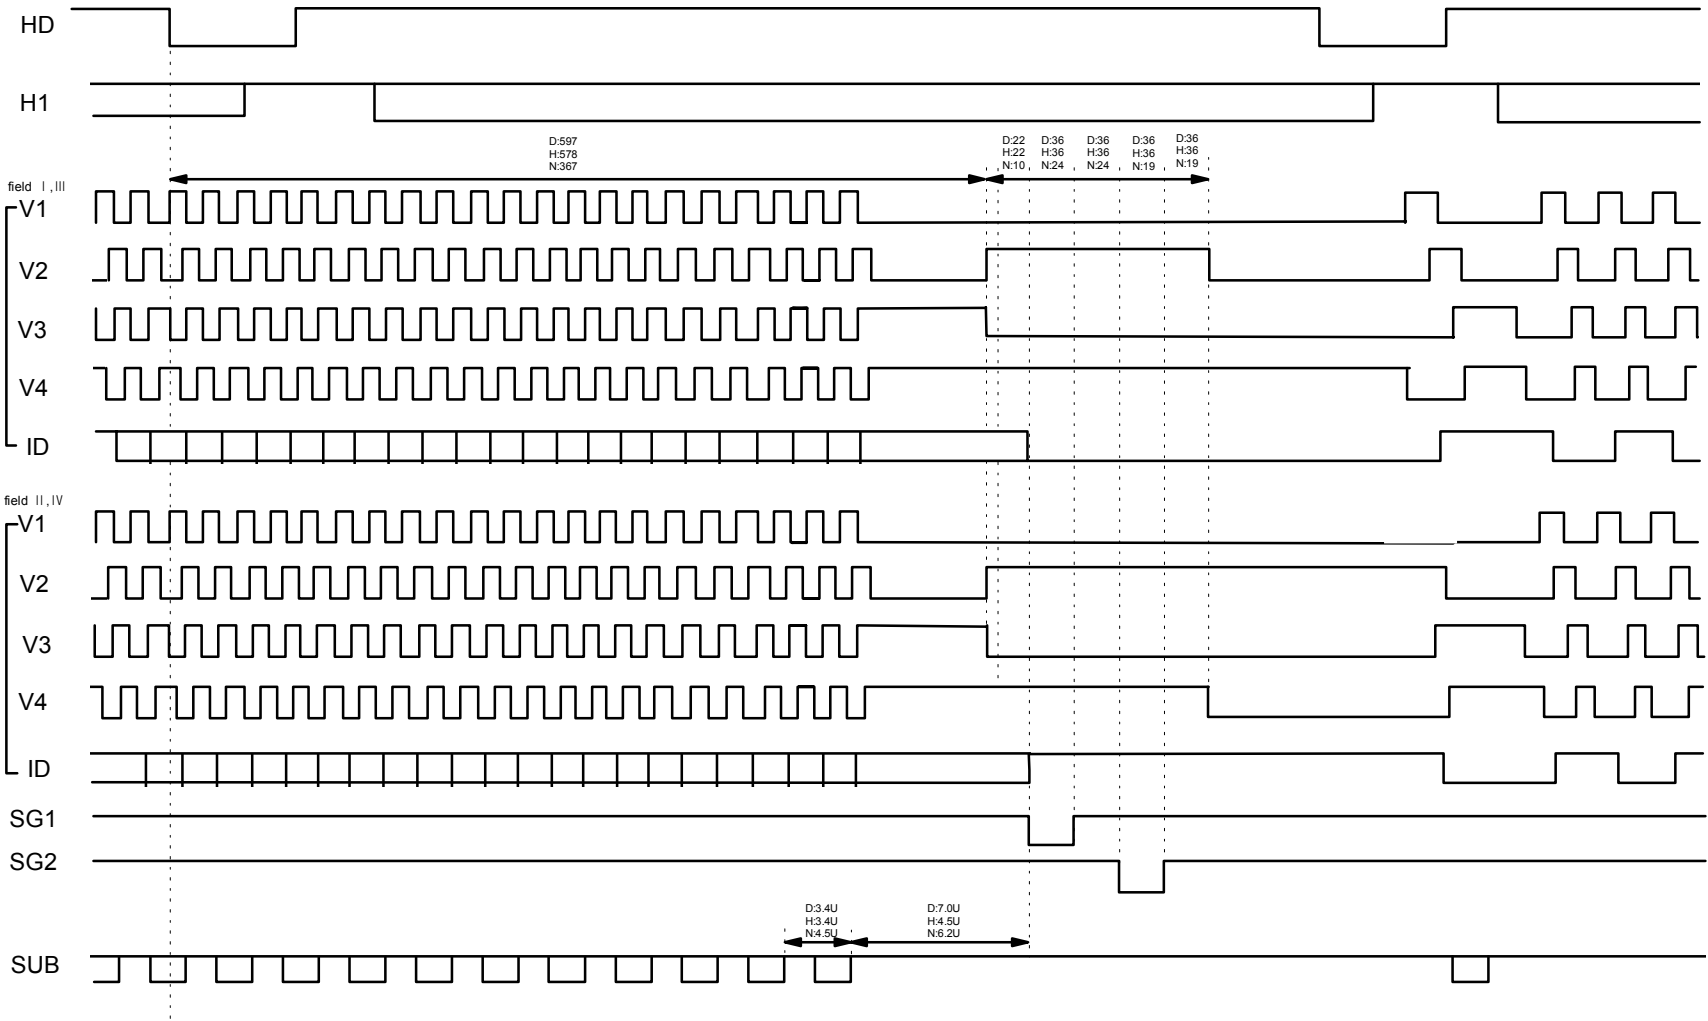 HD
H1
D:597
H:578
N:367
D:22
H:22
N:10
D:36
H:36
N:24
D:36
H:36
N:24
D:36
H:36
N:19
D:36
H:36
N:19
field I,III
V1
V2
V3
V4
ID
field II,IV
V1
V2
V3
V4
ID
SG1
SG2
D:3.4U
H:3.4U
N:4.5U
D:7.0U
H:4.5U
N:6.2U
SUB